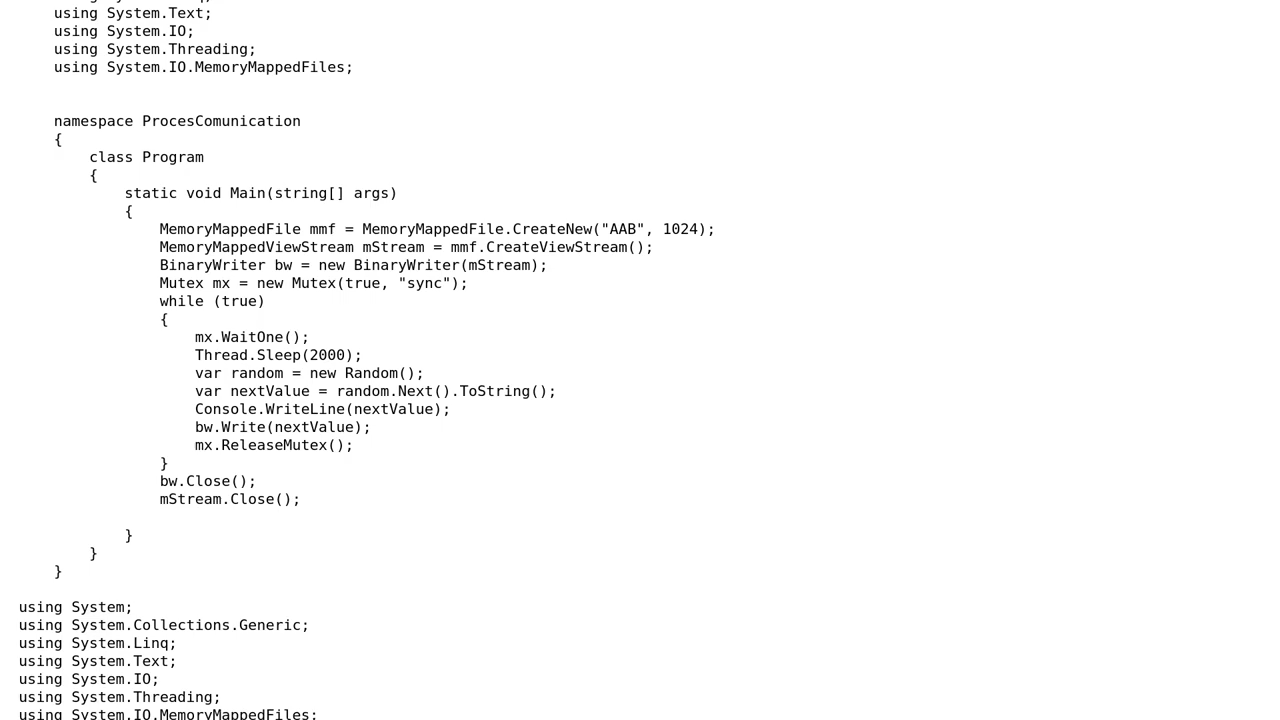 using System.Text;
using System.IO;
using System.Threading;
using System.IO.MemoryMappedFiles;
namespace ProcesComunication
{
class Program
{
static void Main(string[] args)
{
MemoryMappedFile mmf = MemoryMappedFile.CreateNew("AAB", 1024);
MemoryMappedViewStream mStream = mmf.CreateViewStream();
BinaryWriter bw = new BinaryWriter(mStream);
Mutex mx = new Mutex(true, "sync");
while (true)
{
mx.WaitOne();
Thread.Sleep(2000);
var random = new Random();
var nextValue = random.Next().ToString();
Console.WriteLine(nextValue);
bw.Write(nextValue);
mx.ReleaseMutex();
}
bw.Close();
mStream.Close();
}
}
}
using System;
using System.Collections.Generic;
using System.Linq;
using System.Text;
using System.IO;
using System.Threading;
using System.IO.MemoryMappedFiles;